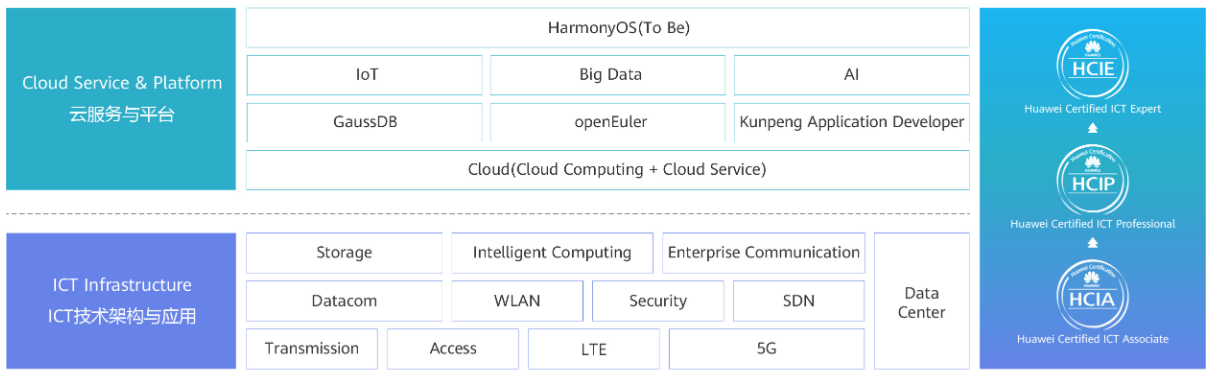 Cloud Service & Platform
云服务与平台
HarmonyOS(To Be)
IoT
Big Data
AI
GaussDB
openEuler
Kunpeng Application Developer
Cloud(Cloud Computing + Cloud Service)
ICT Infrastructure
ICT技术架构与应用
Storage
Intelligent Computing
Enterprise Communication
Datacom
WLAN
Security
SDN
Transmission
Access
LTE
5G
Data
Center
Huawei Certification
HUAWEI
HCIE
Huawei Certified ICT Expert
Huawei Certification
HUAWEI
HCIP
Huawei Certified ICT Professional
Huawei Certification
HUAWEI
HCIA
Huawei Certified ICT Associate